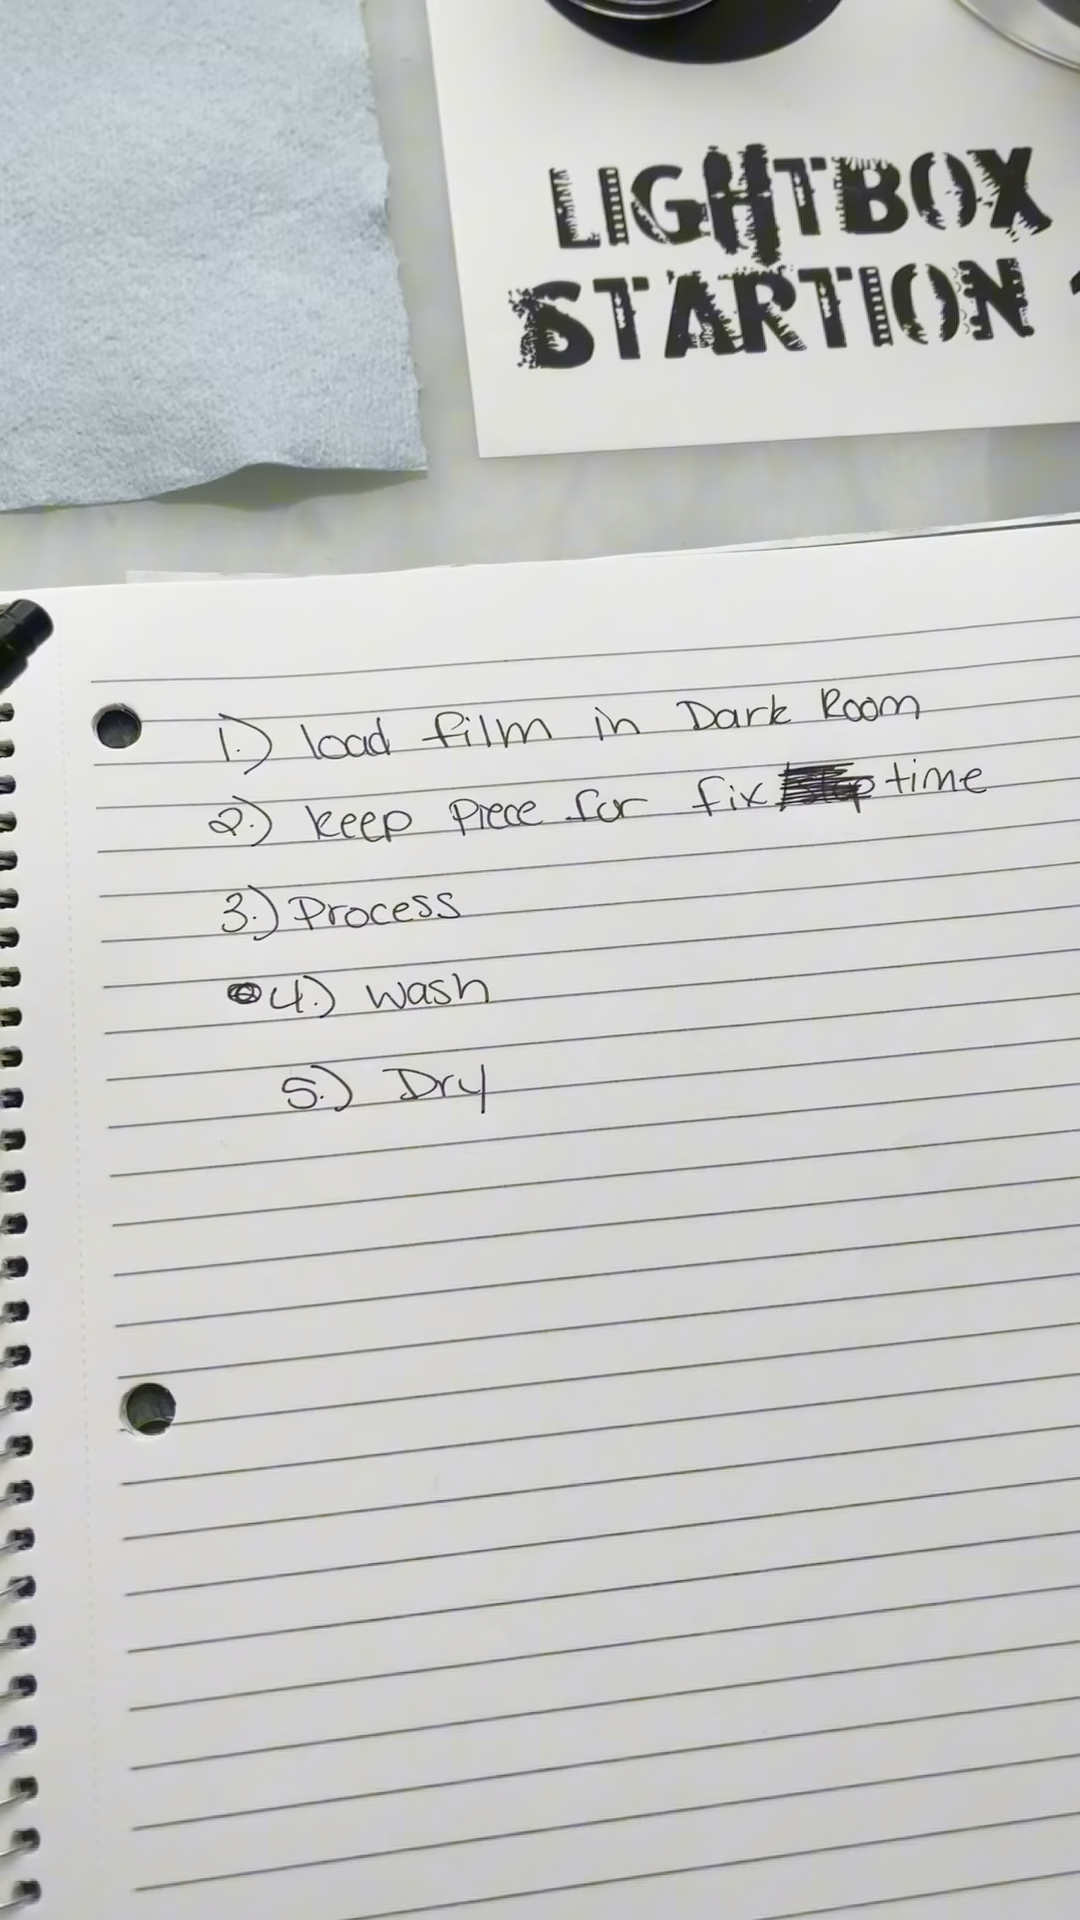 LIGHTBOX
STARTION
1.) load film in Dark Room
2.) keep piece for fix time
3.) Process
4.) wash
5.) Dry